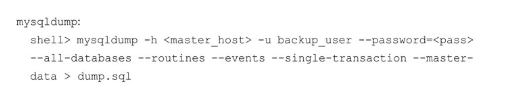 mysqldump:
shell> mysqldump -h <master_host> -u backup_user --password=<pass>
--all-databases --routines --events --single-transaction --master-
data > dump.sql